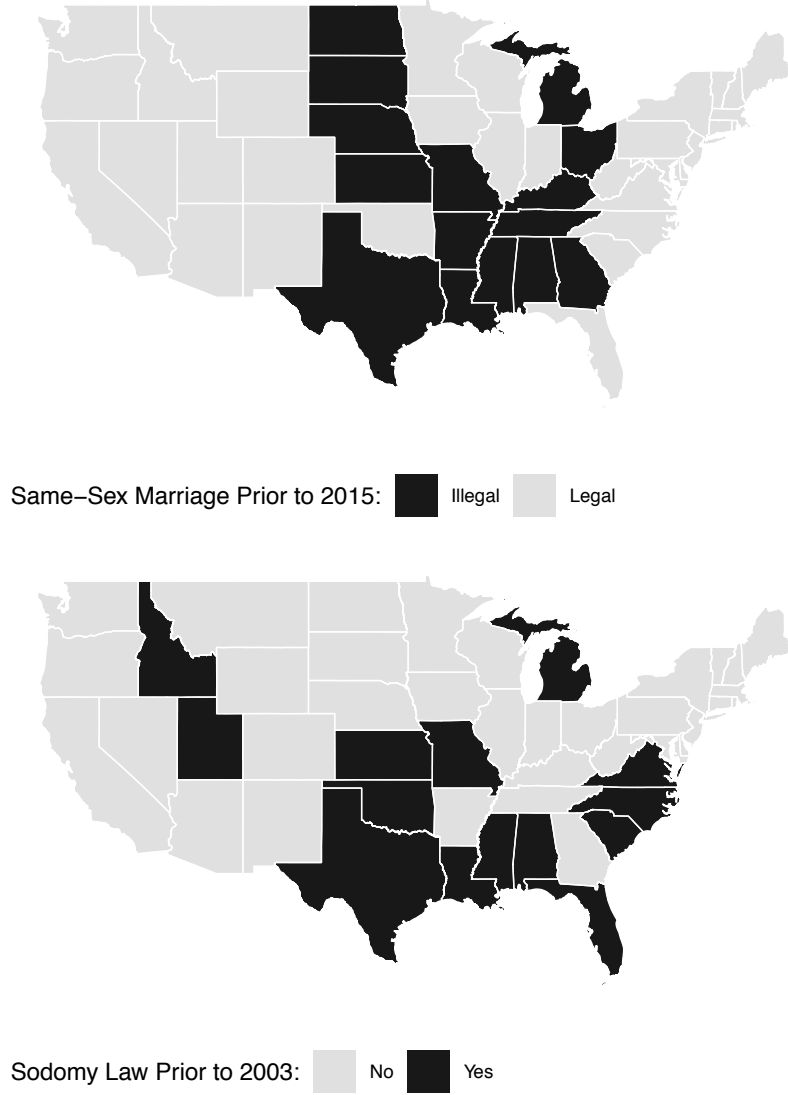 Same−Sex Marriage Prior to 2015: Illegal Legal
Sodomy Law Prior to 2003: No Yes